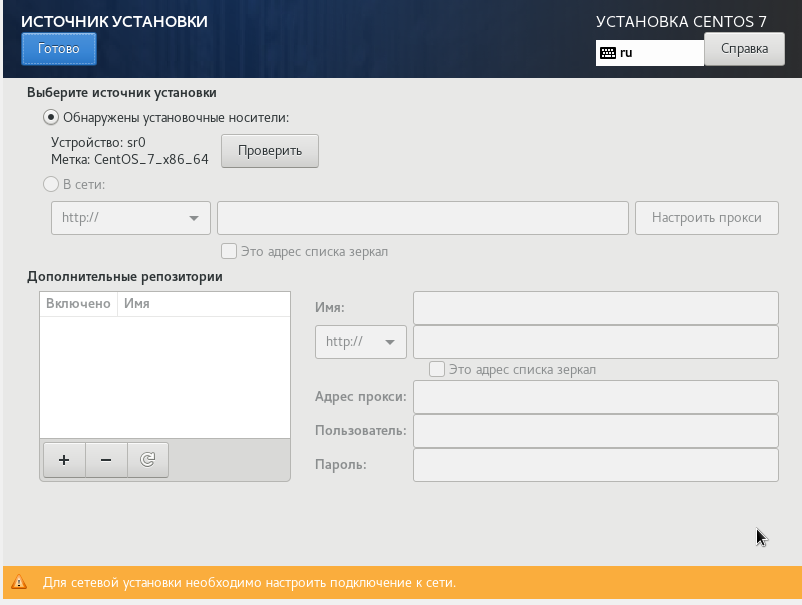 ИСТОЧНИК УСТАНОВКИ
УСТАНОВКА CENTOS 7
Готово
ru
Справка
Выберите источник установки
Обнаружены установочные носители:
Устройство: sr0
Метка: CentOS_7_x86_64
Проверить
В сети:
http://
Настроить прокси
Это адрес списка зеркал
Дополнительные репозитории
Включено Имя
Имя:
http://
Это адрес списка зеркал
Адрес прокси:
Пользователь:
Пароль:
Для сетевой установки необходимо настроить подключение к сети.